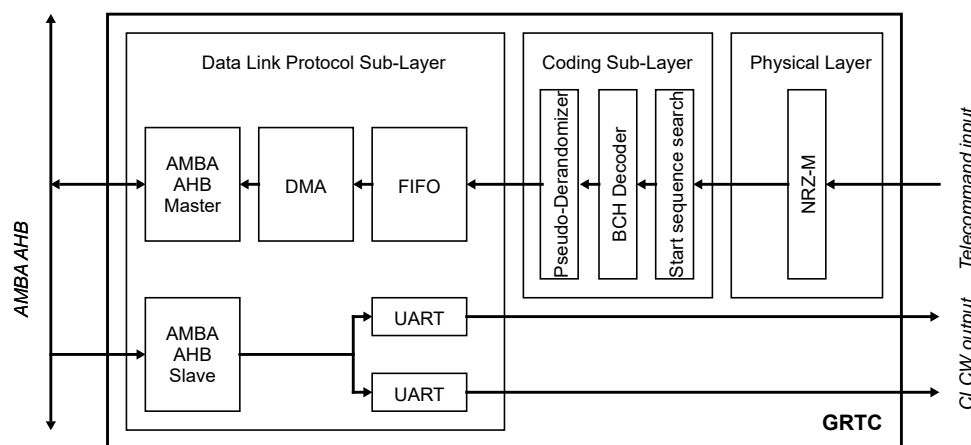 Data Link Protocol Sub-Layer
Coding Sub-Layer
Physical Layer
AMBA
AHB
Master
DMA
FIFO
Pseudo-Derandomizer
BCH Decoder
Start sequence search
NRZ-M
Telecommand input
AMBA AHB
AMBA
AHB
Slave
UART
UART
CLCW output
GRTC